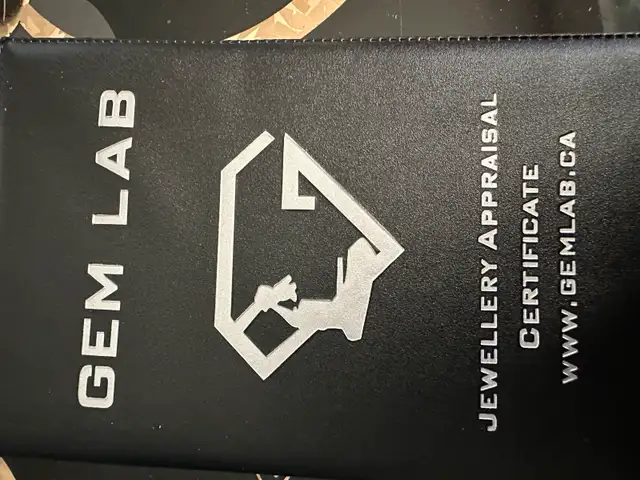 GEM LAB
JEWELLERY APPRAISAL
CERTIFICATE
WWW.GEMLAB.CA